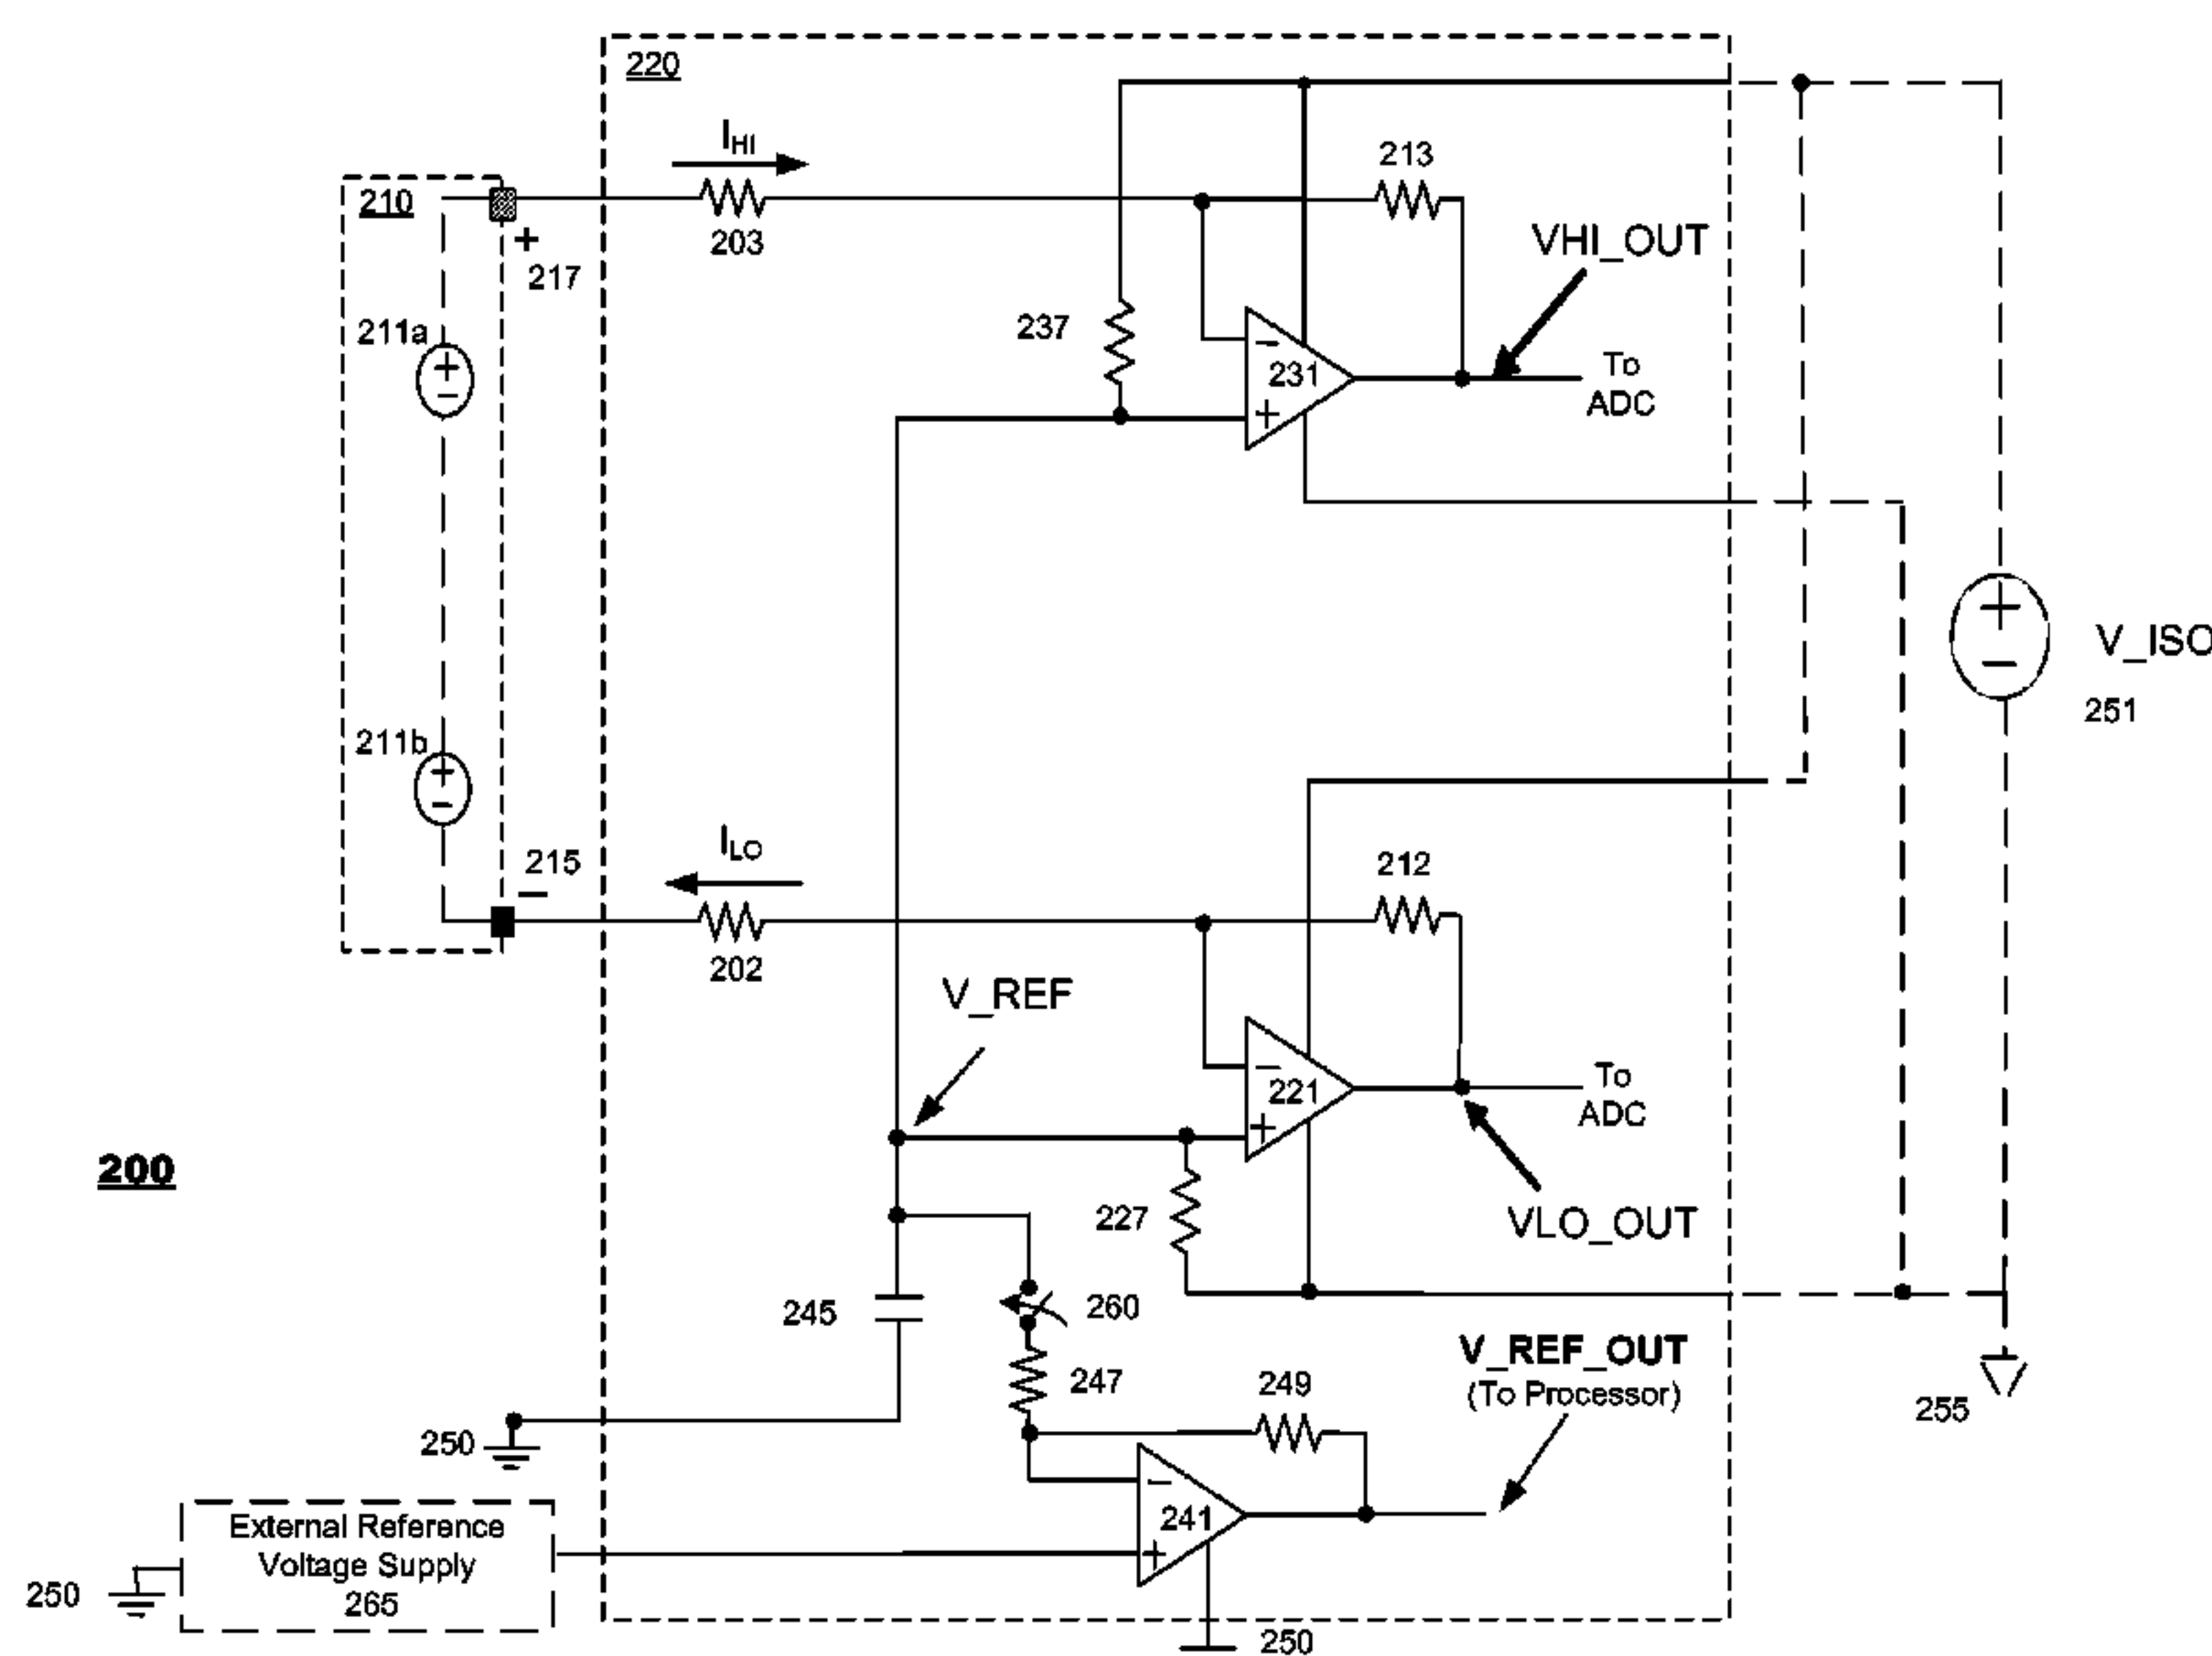 220
I_HI
213
210
+
217
203
VHI_OUT
211a
+
−
237
−
231
+
To
ADC
+
−
V_ISO
251
211b
+
−
215
−
I_LO
212
202
V_REF
−
221
+
To
ADC
200
227
VLO_OUT
245
260
V_REF_OUT
(To Processor)
247
249
255
250
−
241
+
External Reference
Voltage Supply
265
250
250